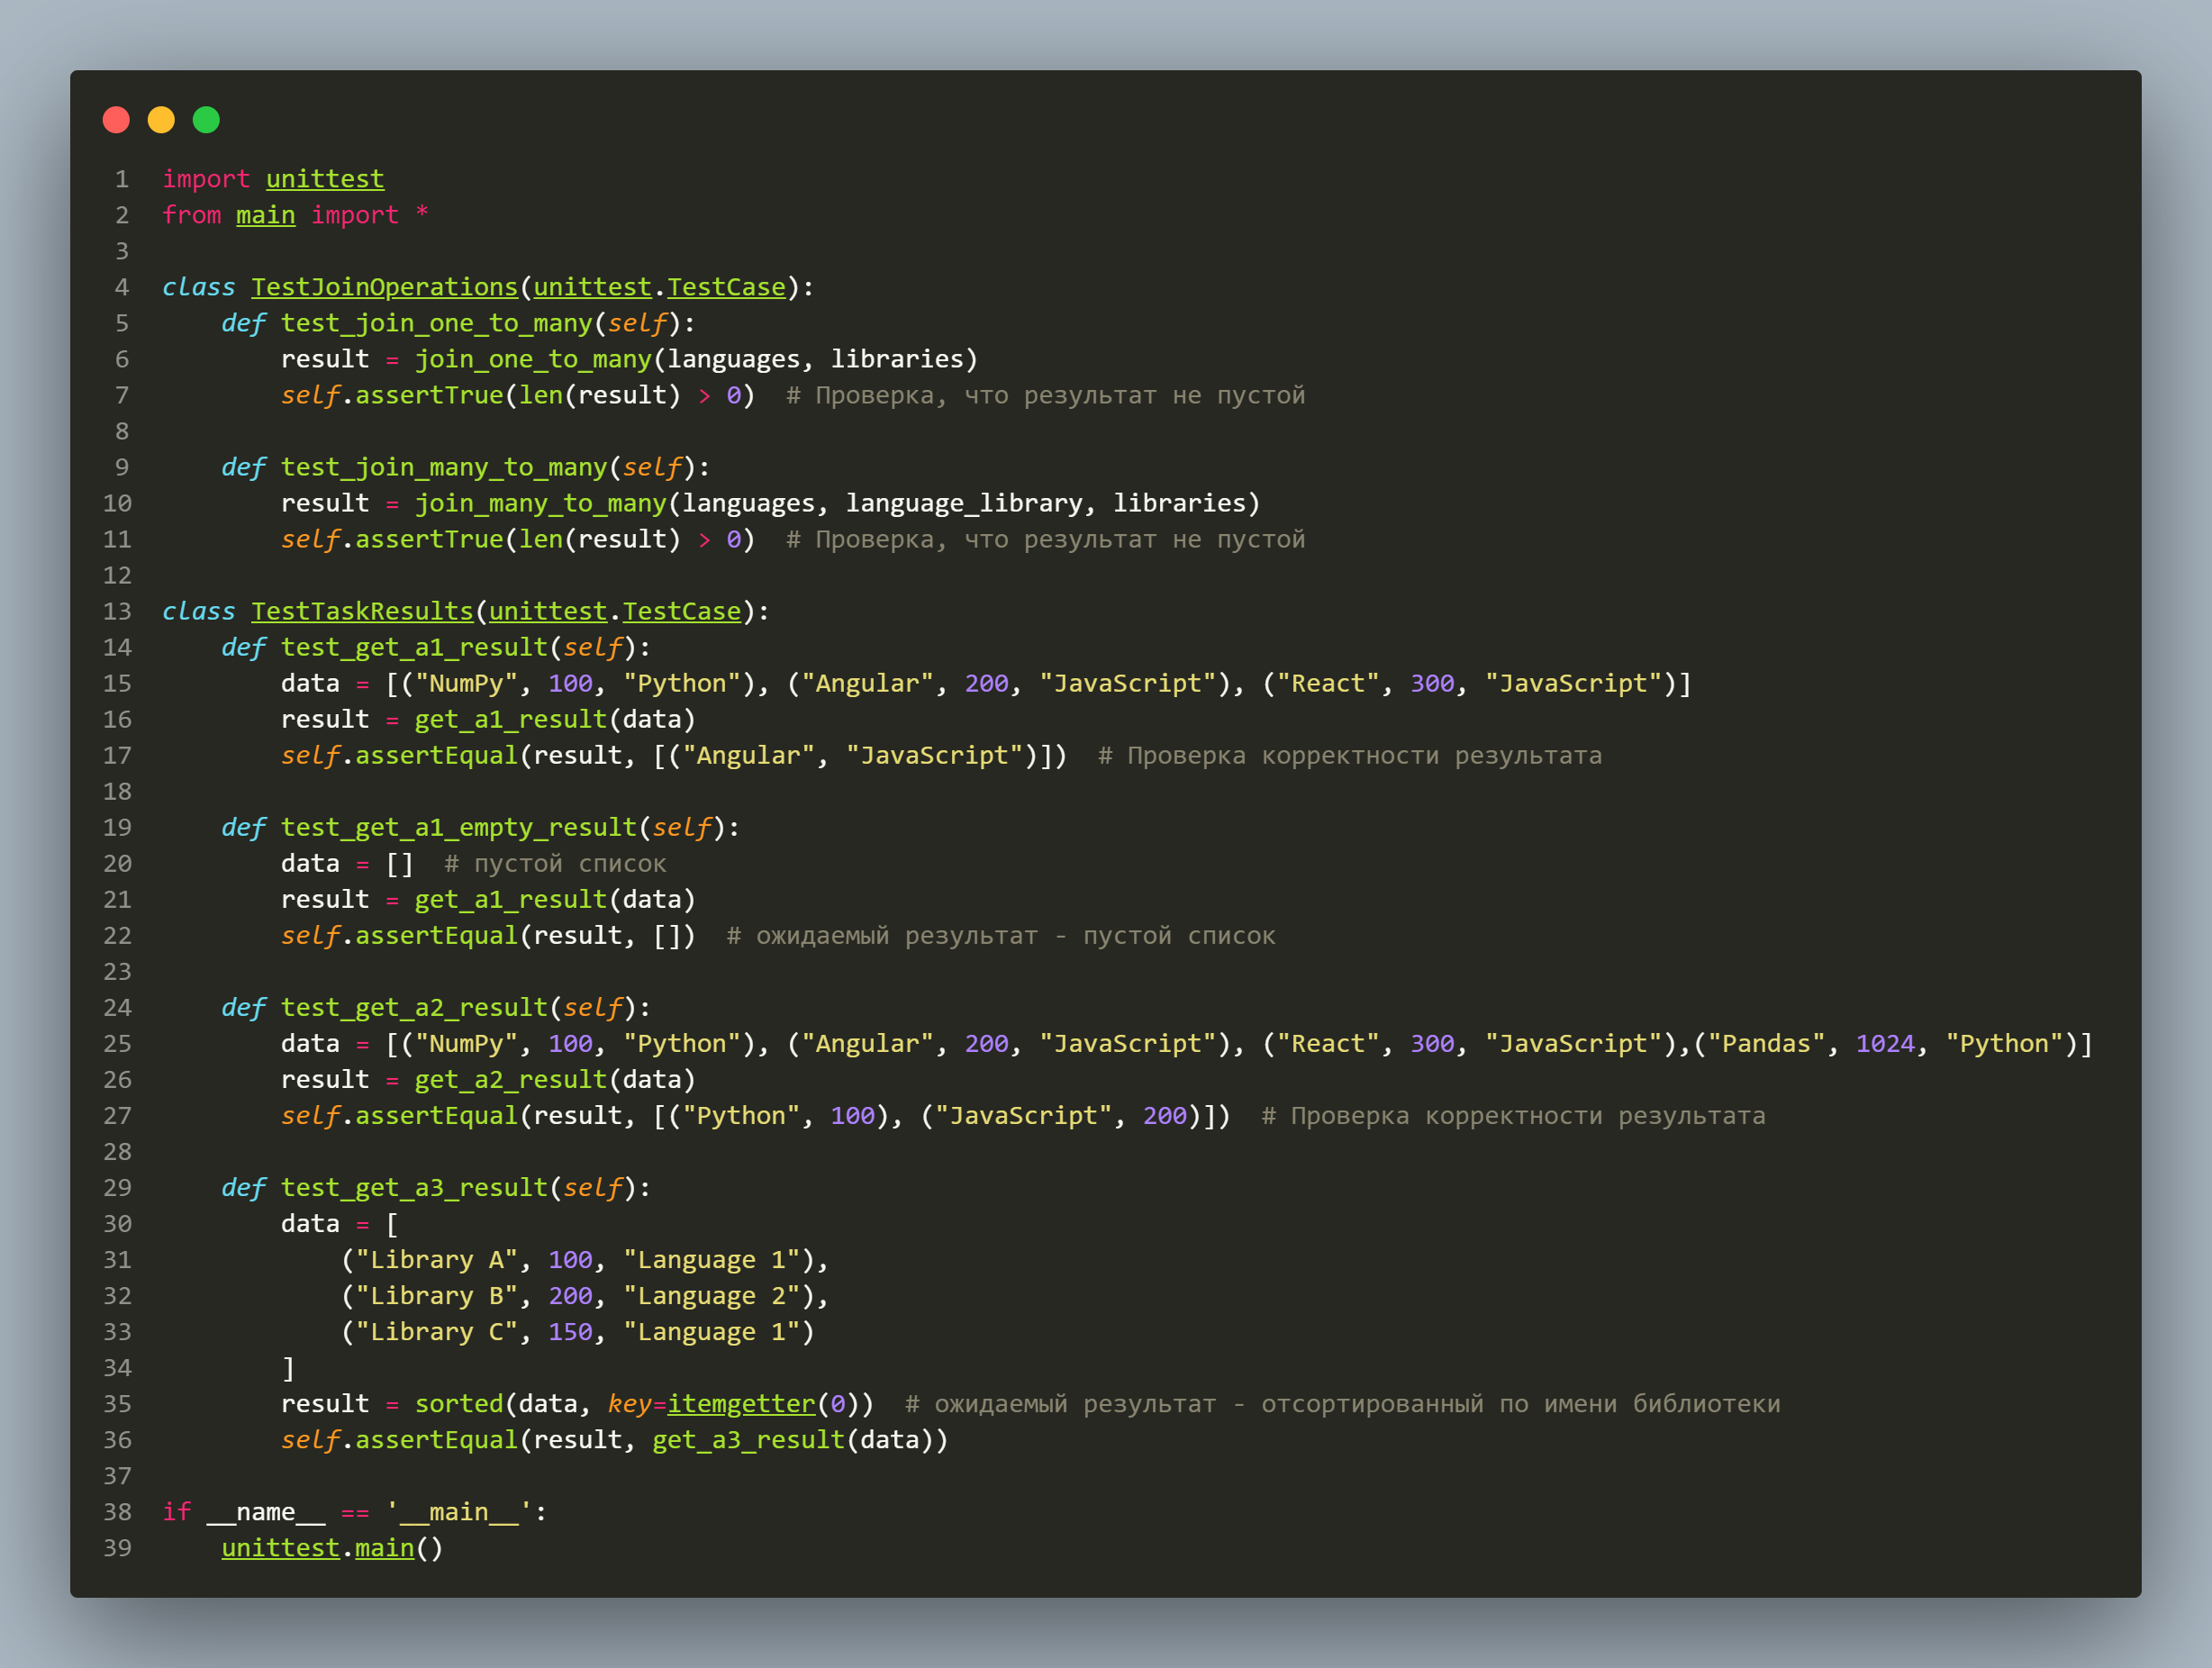 1 import unittest
2 from main import *
3
4 class TestJoinOperations(unittest.TestCase):
5     def test_join_one_to_many(self):
6         result = join_one_to_many(languages, libraries)
7         self.assertTrue(len(result) > 0)  # Проверка, что результат не пустой
8
9     def test_join_many_to_many(self):
10         result = join_many_to_many(languages, language_library, libraries)
11         self.assertTrue(len(result) > 0)  # Проверка, что результат не пустой
12
13 class TestTaskResults(unittest.TestCase):
14     def test_get_a1_result(self):
15         data = [("NumPy", 100, "Python"), ("Angular", 200, "JavaScript"), ("React", 300, "JavaScript")]
16         result = get_a1_result(data)
17         self.assertEqual(result, [("Angular", "JavaScript")])  # Проверка корректности результата
18
19     def test_get_a1_empty_result(self):
20         data = []  # пустой список
21         result = get_a1_result(data)
22         self.assertEqual(result, [])  # ожидаемый результат - пустой список
23
24     def test_get_a2_result(self):
25         data = [("NumPy", 100, "Python"), ("Angular", 200, "JavaScript"), ("React", 300, "JavaScript"),("Pandas", 1024, "Python")]
26         result = get_a2_result(data)
27         self.assertEqual(result, [("Python", 100), ("JavaScript", 200)])  # Проверка корректности результата
28
29     def test_get_a3_result(self):
30         data = [
31             ("Library A", 100, "Language 1"),
32             ("Library B", 200, "Language 2"),
33             ("Library C", 150, "Language 1")
34         ]
35         result = sorted(data, key=itemgetter(0))  # ожидаемый результат - отсортированный по имени библиотеки
36         self.assertEqual(result, get_a3_result(data))
37
38 if __name__ == '__main__':
39     unittest.main()